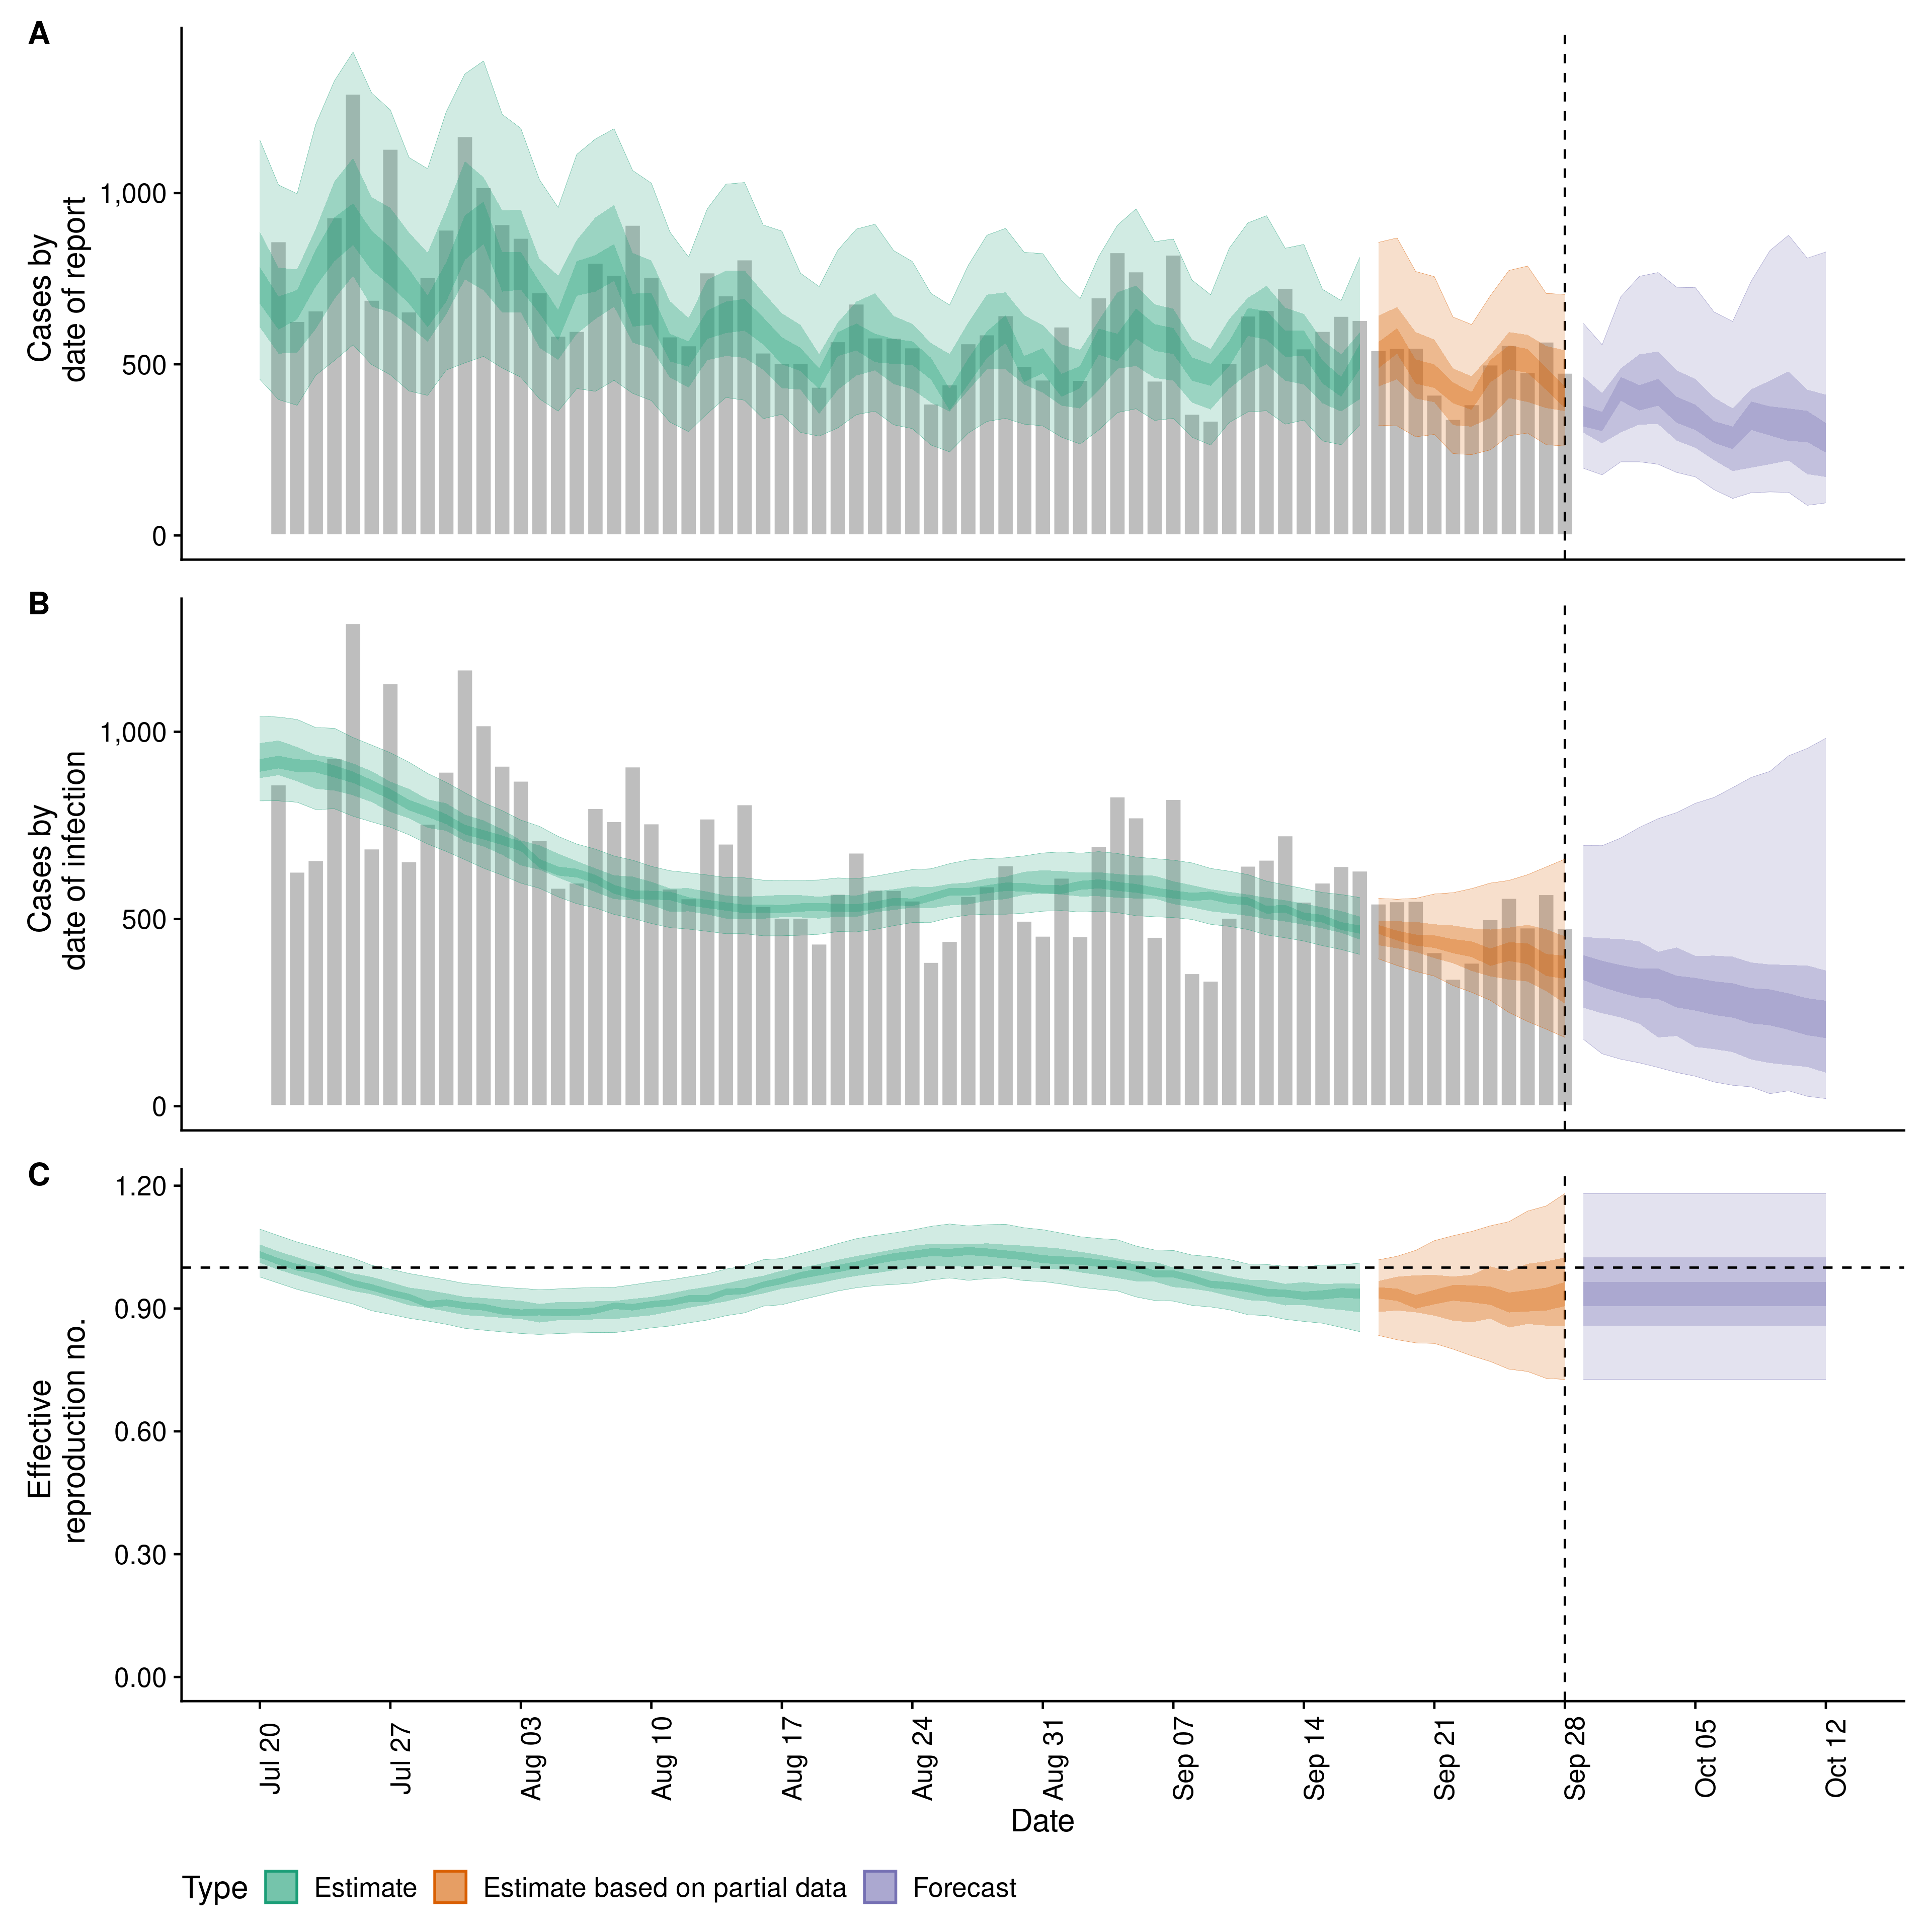 A
Cases by
date of report
1,000
500
0
B
Cases by
date of infection
1,000
500
0
C
Effective
reproduction no.
1.20
0.90
0.60
0.30
0.00
Jul 20
Jul 27
Aug 03
Aug 10
Aug 17
Aug 24
Aug 31
Sep 07
Sep 14
Sep 21
Sep 28
Oct 05
Oct 12
Date
Type Estimate Estimate based on partial data Forecast